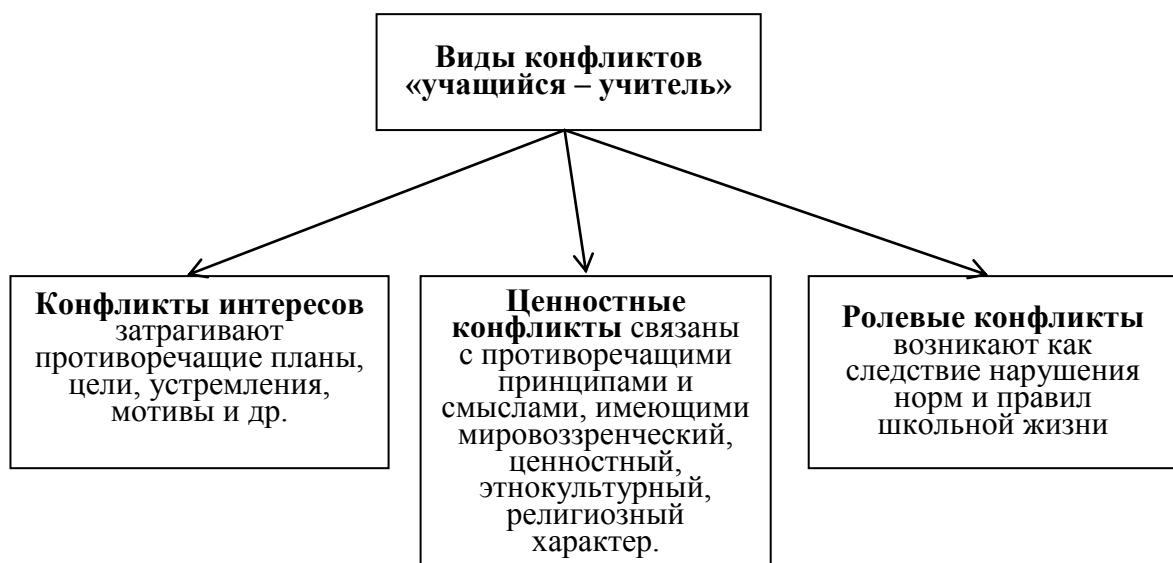 Виды конфликтов
«учащийся – учитель»
Конфликты интересов
затрагивают
противоречащие планы,
цели, устремления,
мотивы и др.
Ценностные
конфликты связаны
с противоречащими
принципами и
смыслами, имеющими
мировоззренческий,
ценностный,
этнокультурный,
религиозный
характер.
Ролевые конфликты
возникают как
следствие нарушения
норм и правил
школьной жизни